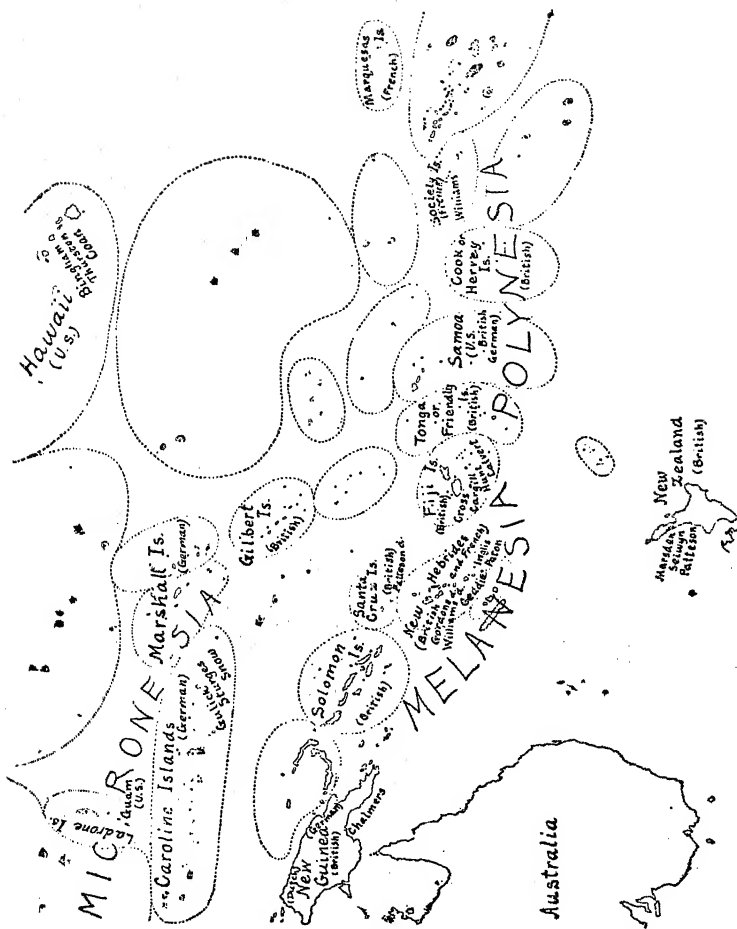 Hawaii
(U.S.)
Bingham
Thurston
Coan
Marquesas
Is.
(French)
MICRONESIA
Ladrone Is.
Guam
(U.S.)
Caroline Islands
(German)
Gulick
Sturges
Snow
Marshall Is.
(German)
Gilbert
Is.
(British)
Society Is.
(French)
Williams
Cook or
Hervey
Is.
(British)
Samoa
(U.S.
British
German)
POLYNESIA
Tonga
or
Friendly
Is.
(British)
Fiji Is.
(British)
Cross
Cargill
Hunt
Santa
Cruz Is.
(British)
Patteson d.
New Hebrides
(British and French)
Gordons d. Inglis
Williams d.
Geddie Paton
Solomon
Is.
(British)
MELANESIA
(Dutch)
New
Guinea
(British)
(German)
Chalmers
Australia
New
Zealand
(British)
Marsden
Selwyn
Patteson